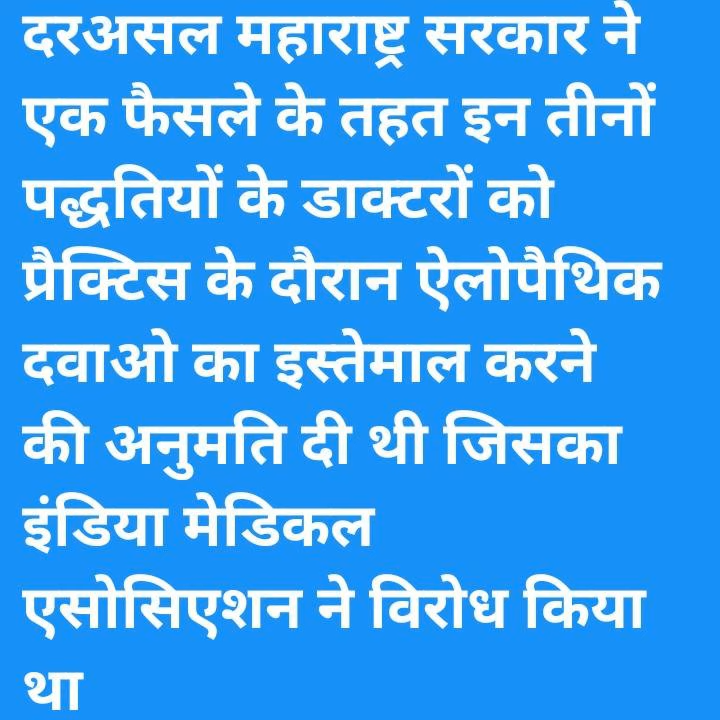 दरअसल महाराष्ट्र सरकार ने
एक फैसले के तहत इन तीनों
पद्धतियों के डाक्टरों को
प्रैक्टिस के दौरान ऐलोपैथिक
दवाओ का इस्तेमाल करने
की अनुमति दी थी जिसका
इंडिया मेडिकल
एसोसिएशन ने विरोध किया
था